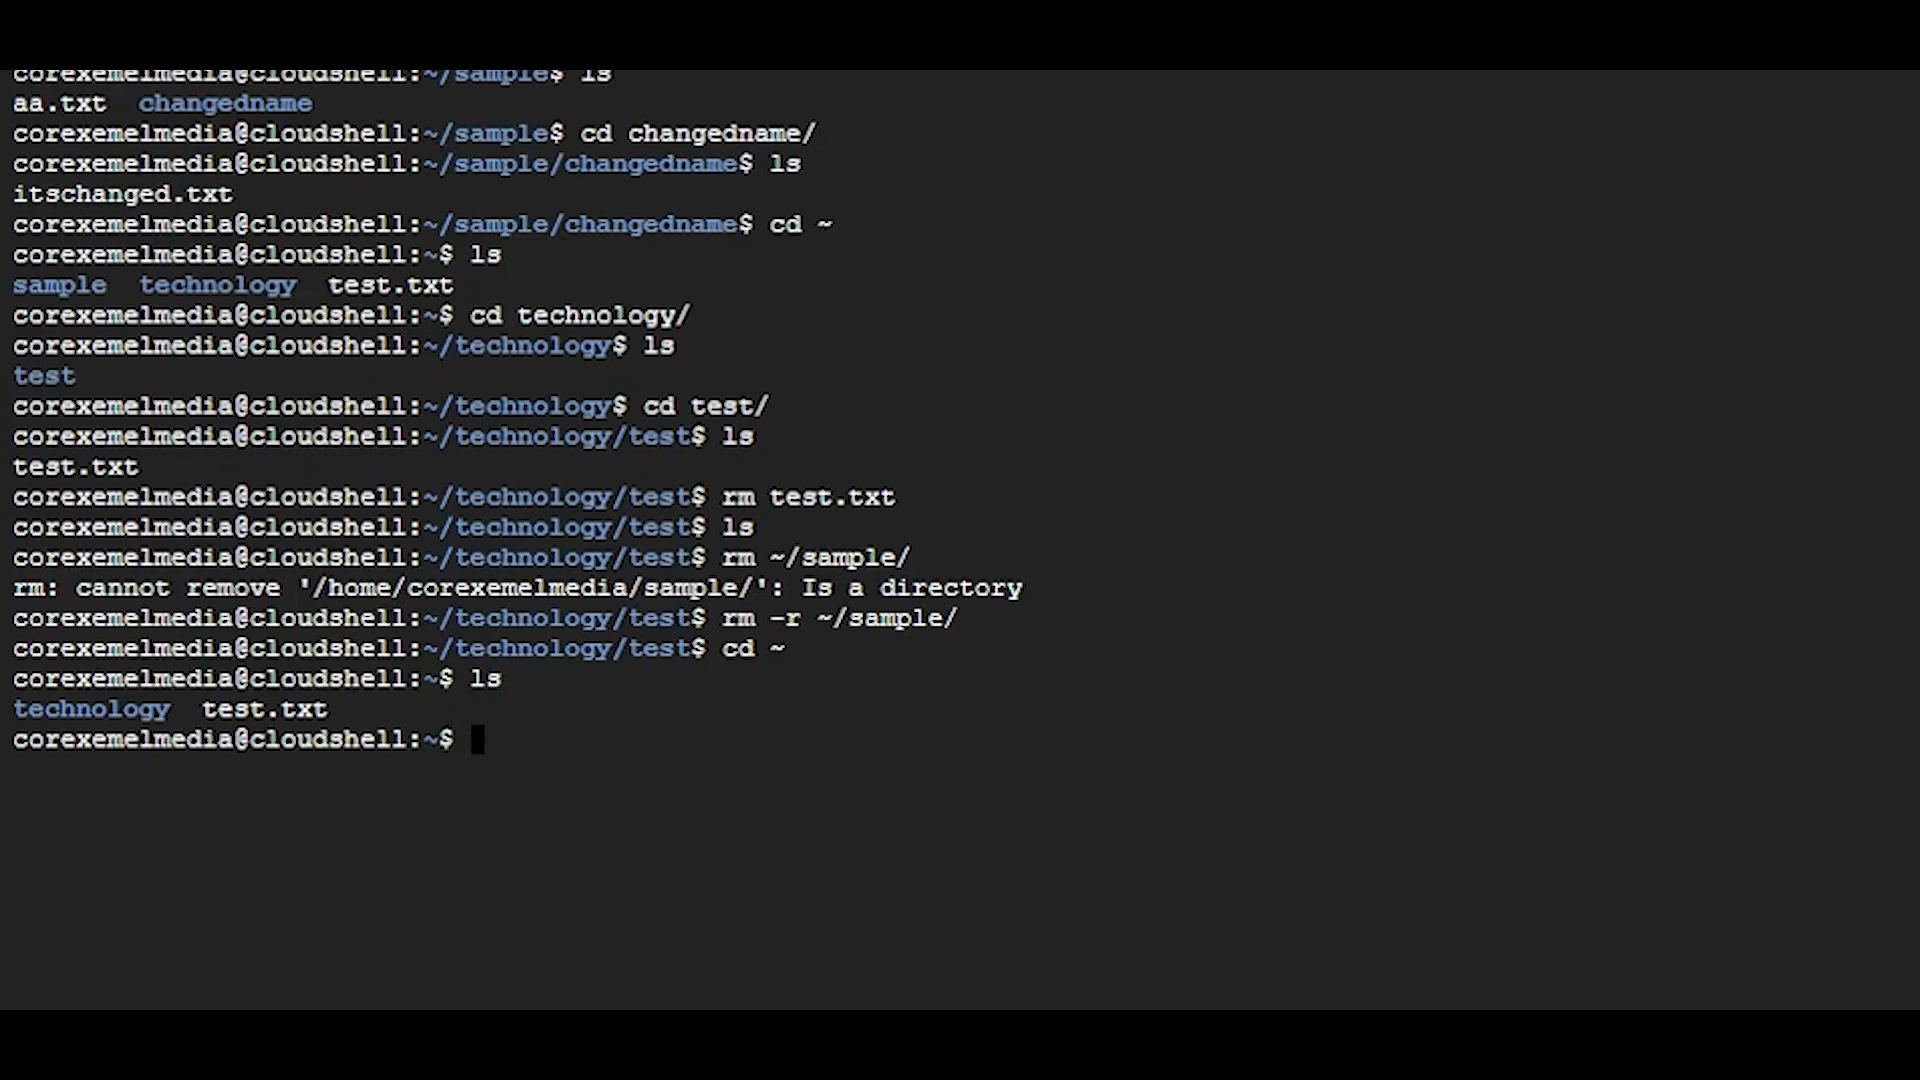 corexemelmedia@cloudshell:~/sample$ ls
aa.txt  changedname
corexemelmedia@cloudshell:~/sample$ cd changedname/
corexemelmedia@cloudshell:~/sample/changedname$ ls
itschanged.txt
corexemelmedia@cloudshell:~/sample/changedname$ cd ~
corexemelmedia@cloudshell:~$ ls
sample  technology  test.txt
corexemelmedia@cloudshell:~$ cd technology/
corexemelmedia@cloudshell:~/technology$ ls
test
corexemelmedia@cloudshell:~/technology$ cd test/
corexemelmedia@cloudshell:~/technology/test$ ls
test.txt
corexemelmedia@cloudshell:~/technology/test$ rm test.txt
corexemelmedia@cloudshell:~/technology/test$ ls
corexemelmedia@cloudshell:~/technology/test$ rm ~/sample/
rm: cannot remove '/home/corexemelmedia/sample/': Is a directory
corexemelmedia@cloudshell:~/technology/test$ rm -r ~/sample/
corexemelmedia@cloudshell:~/technology/test$ cd ~
corexemelmedia@cloudshell:~$ ls
technology  test.txt
corexemelmedia@cloudshell:~$